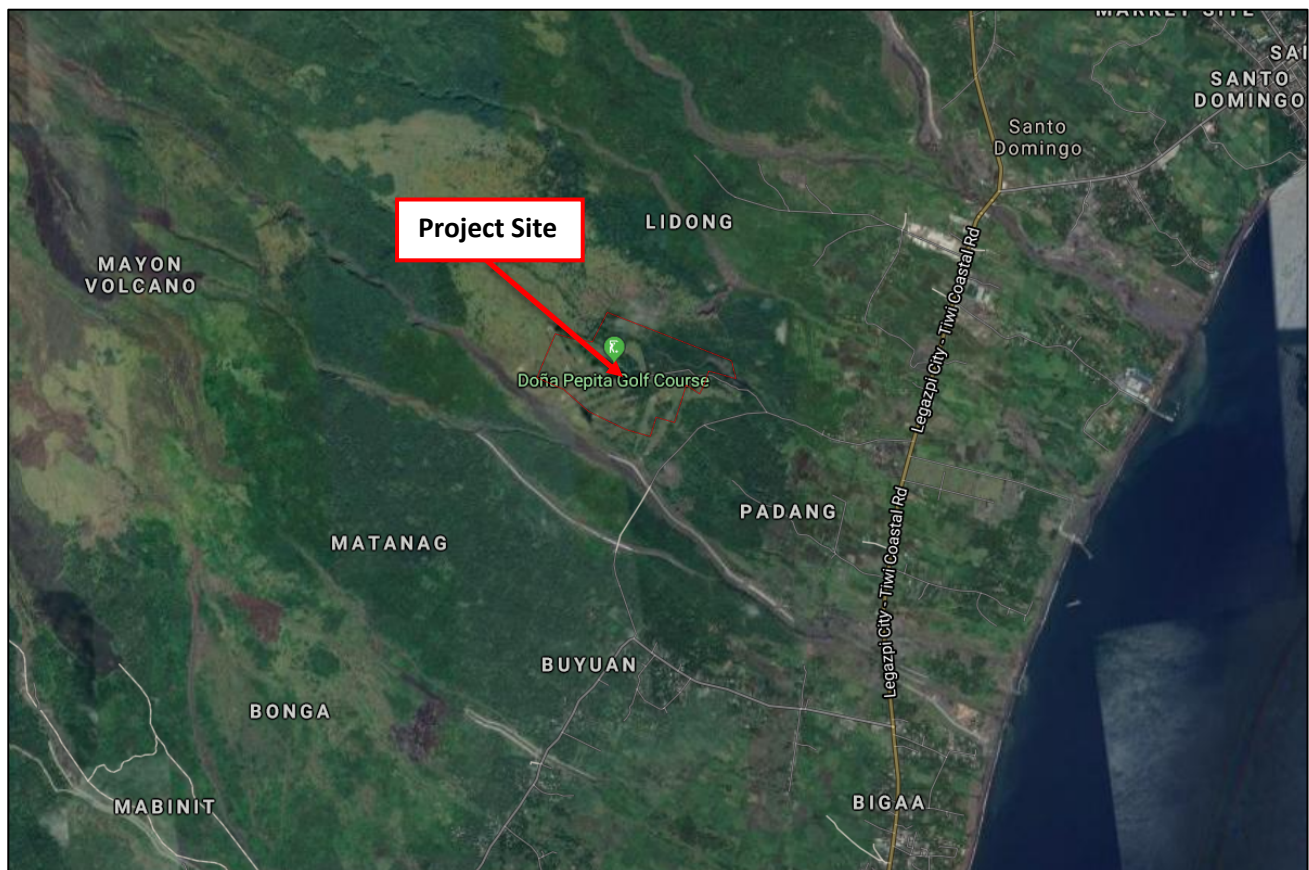 MARKET SITE
SAI
SANTO
DOMINGO
Santo
Domingo
Project Site
LIDONG
MAYON
VOLCANO
Legazpi City - Tiwi Coastal Rd
Doña Pepita Golf Course
PADANG
Legazpi City - Tiwi Coastal Rd
MATANAG
BUYUAN
BONGA
MABINIT
BIGAA